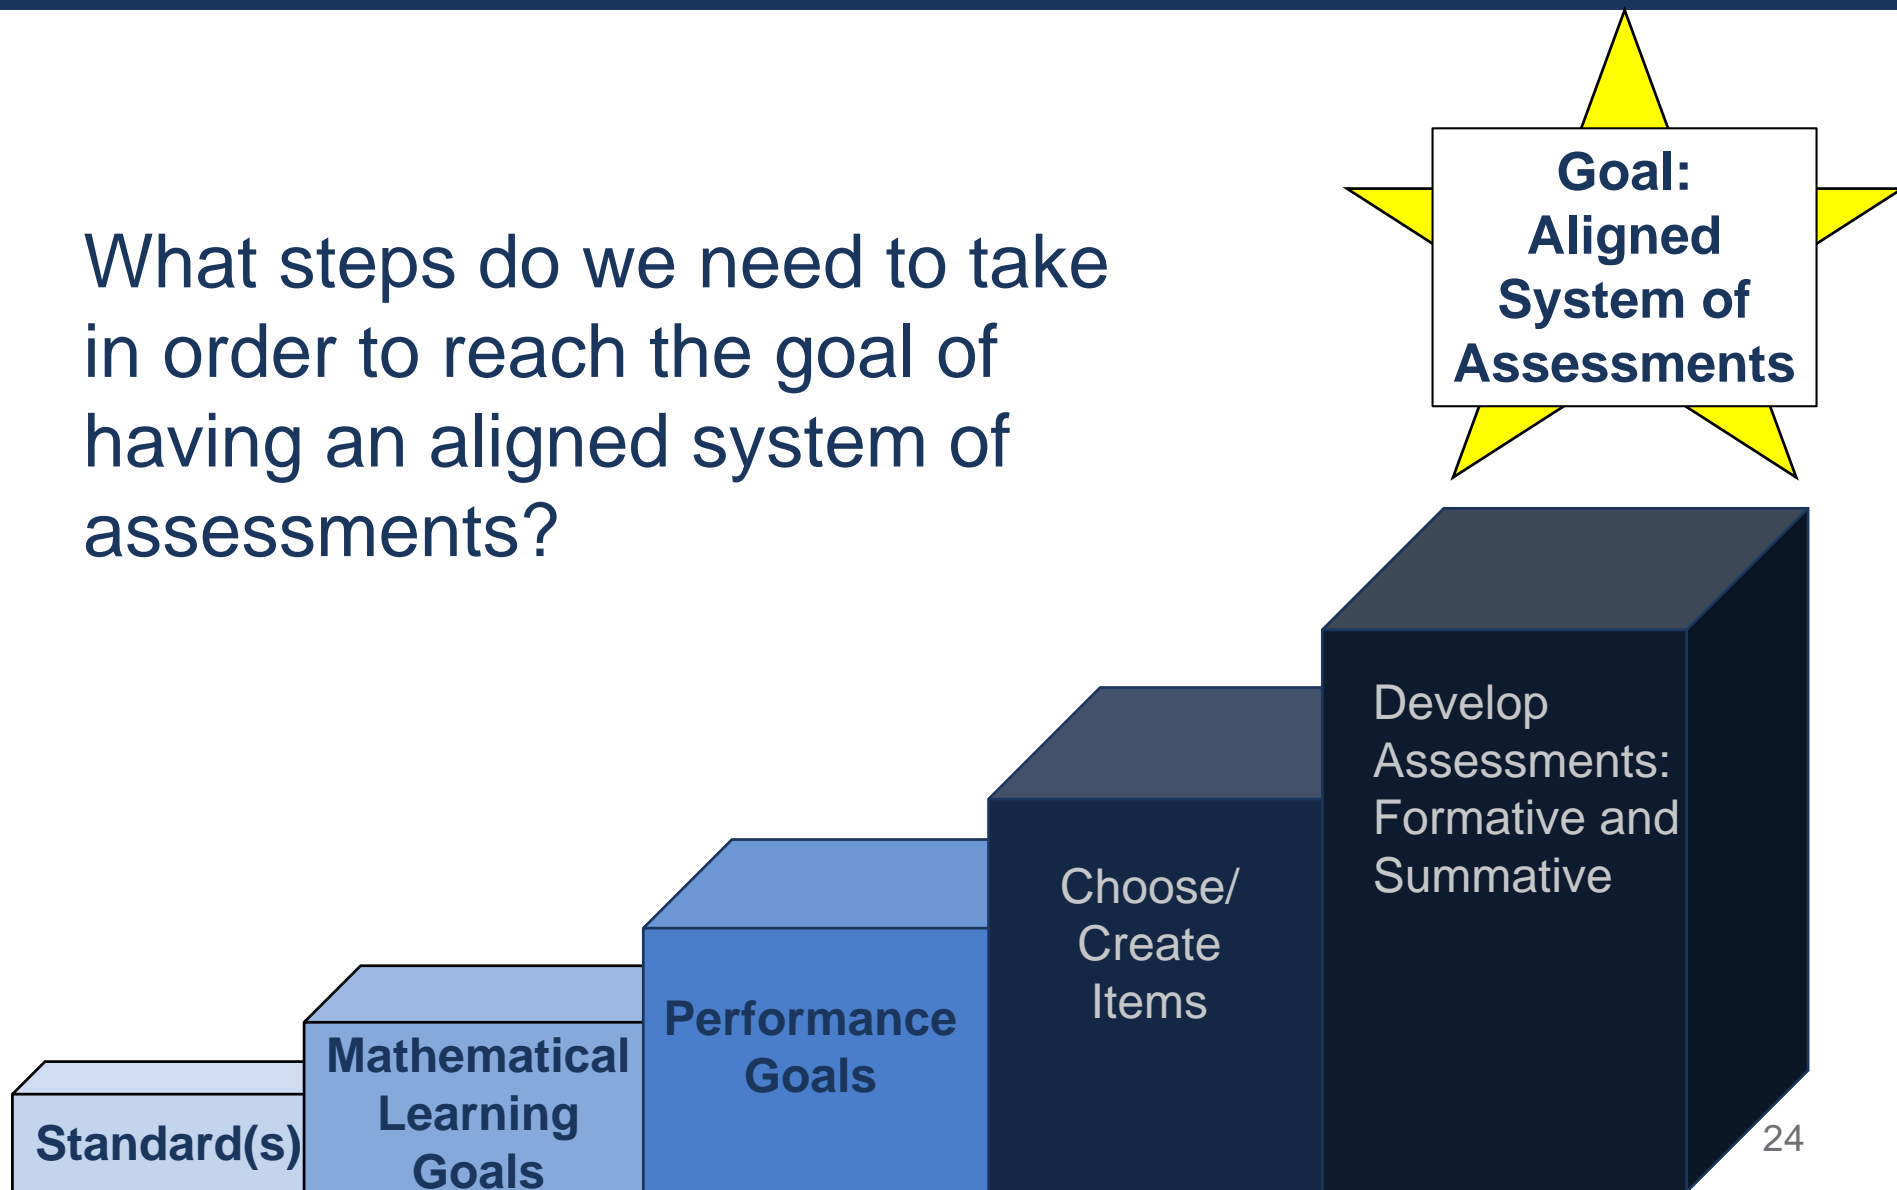 What steps do we need to take
in order to reach the goal of
having an aligned system of
assessments?
Goal:
Aligned
System of
Assessments
Standard(s)
Mathematical
Learning
Goals
Performance
Goals
Choose/
Create
Items
Develop
Assessments:
Formative and
Summative
24